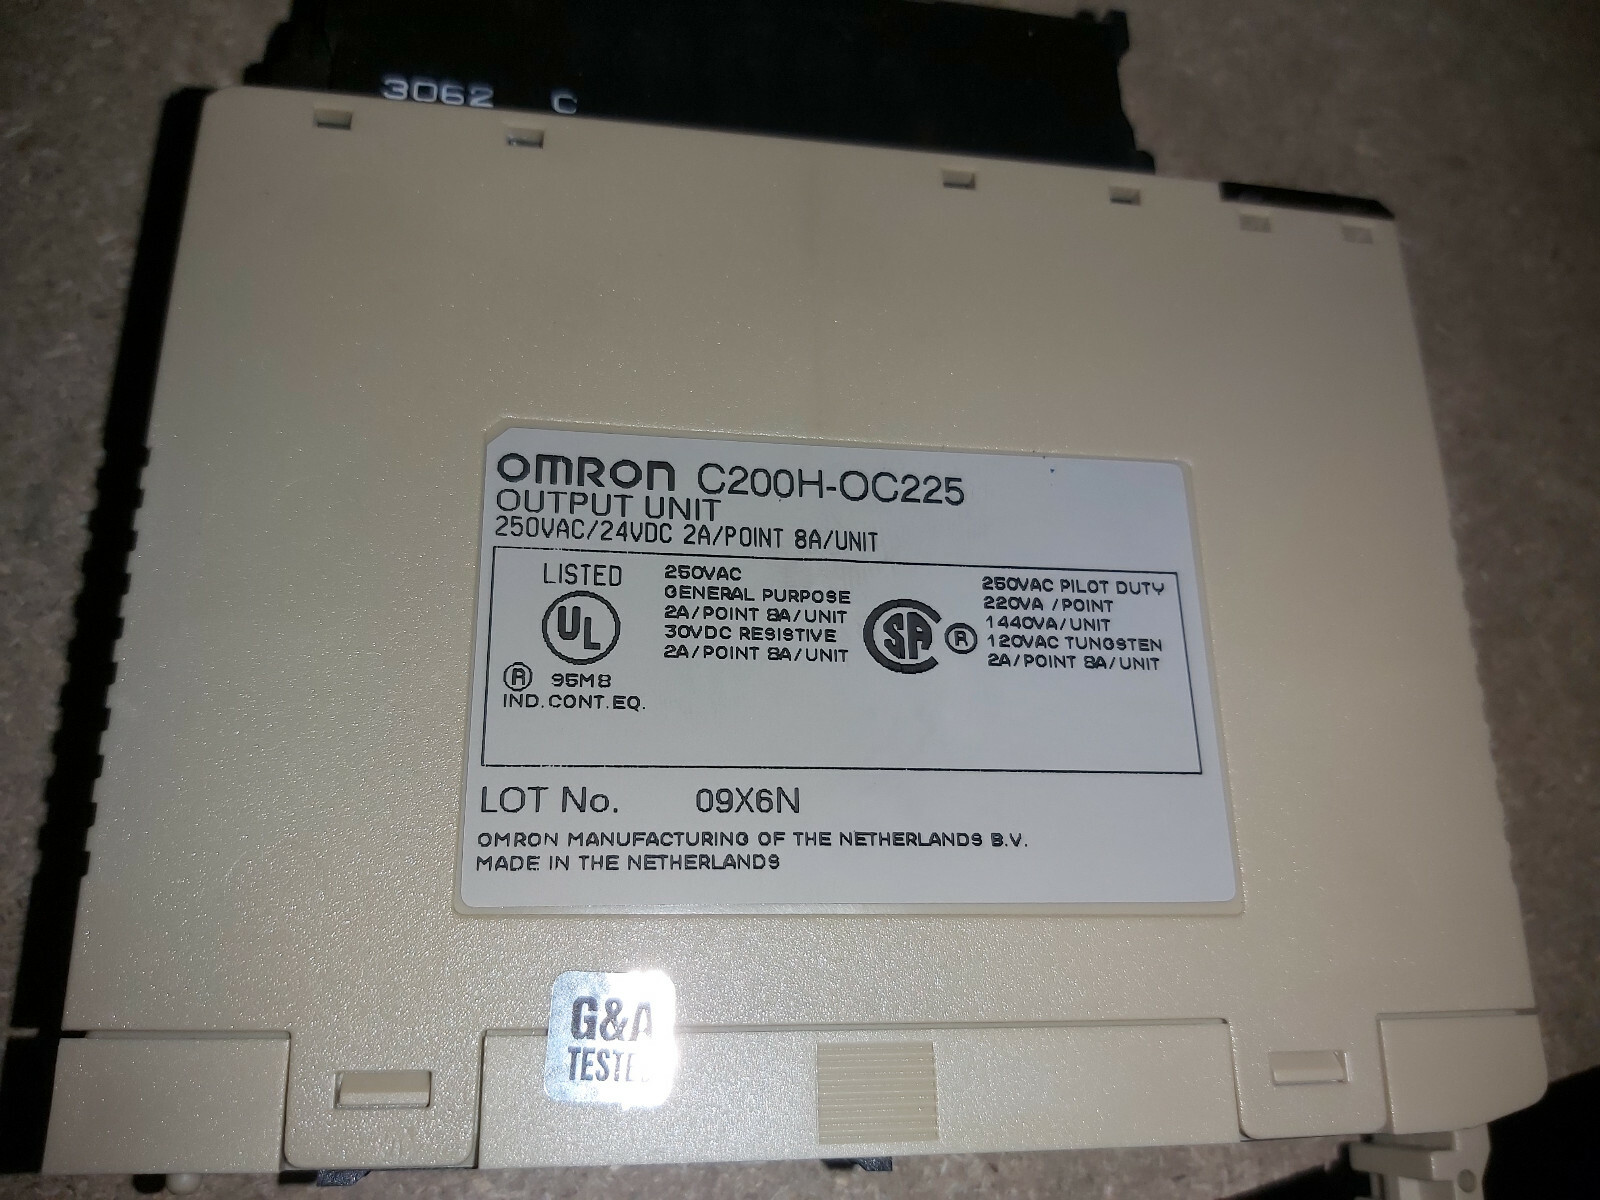 3062 C
OMRON C200H-OC225
OUTPUT UNIT
250VAC/24VDC 2A/POINT 8A/UNIT
LISTED
UL
® 95M8
IND. CONT. EQ.
250VAC
GENERAL PURPOSE
2A/POINT 8A/UNIT
30VDC RESISTIVE
2A/POINT 8A/UNIT
SA ®
250VAC PILOT DUTY
220VA /POINT
1440VA/UNIT
120VAC TUNGSTEN
2A/POINT 8A/UNIT
LOT No. 09X6N
OMRON MANUFACTURING OF THE NETHERLANDS B.V.
MADE IN THE NETHERLANDS
G&A
TESTED